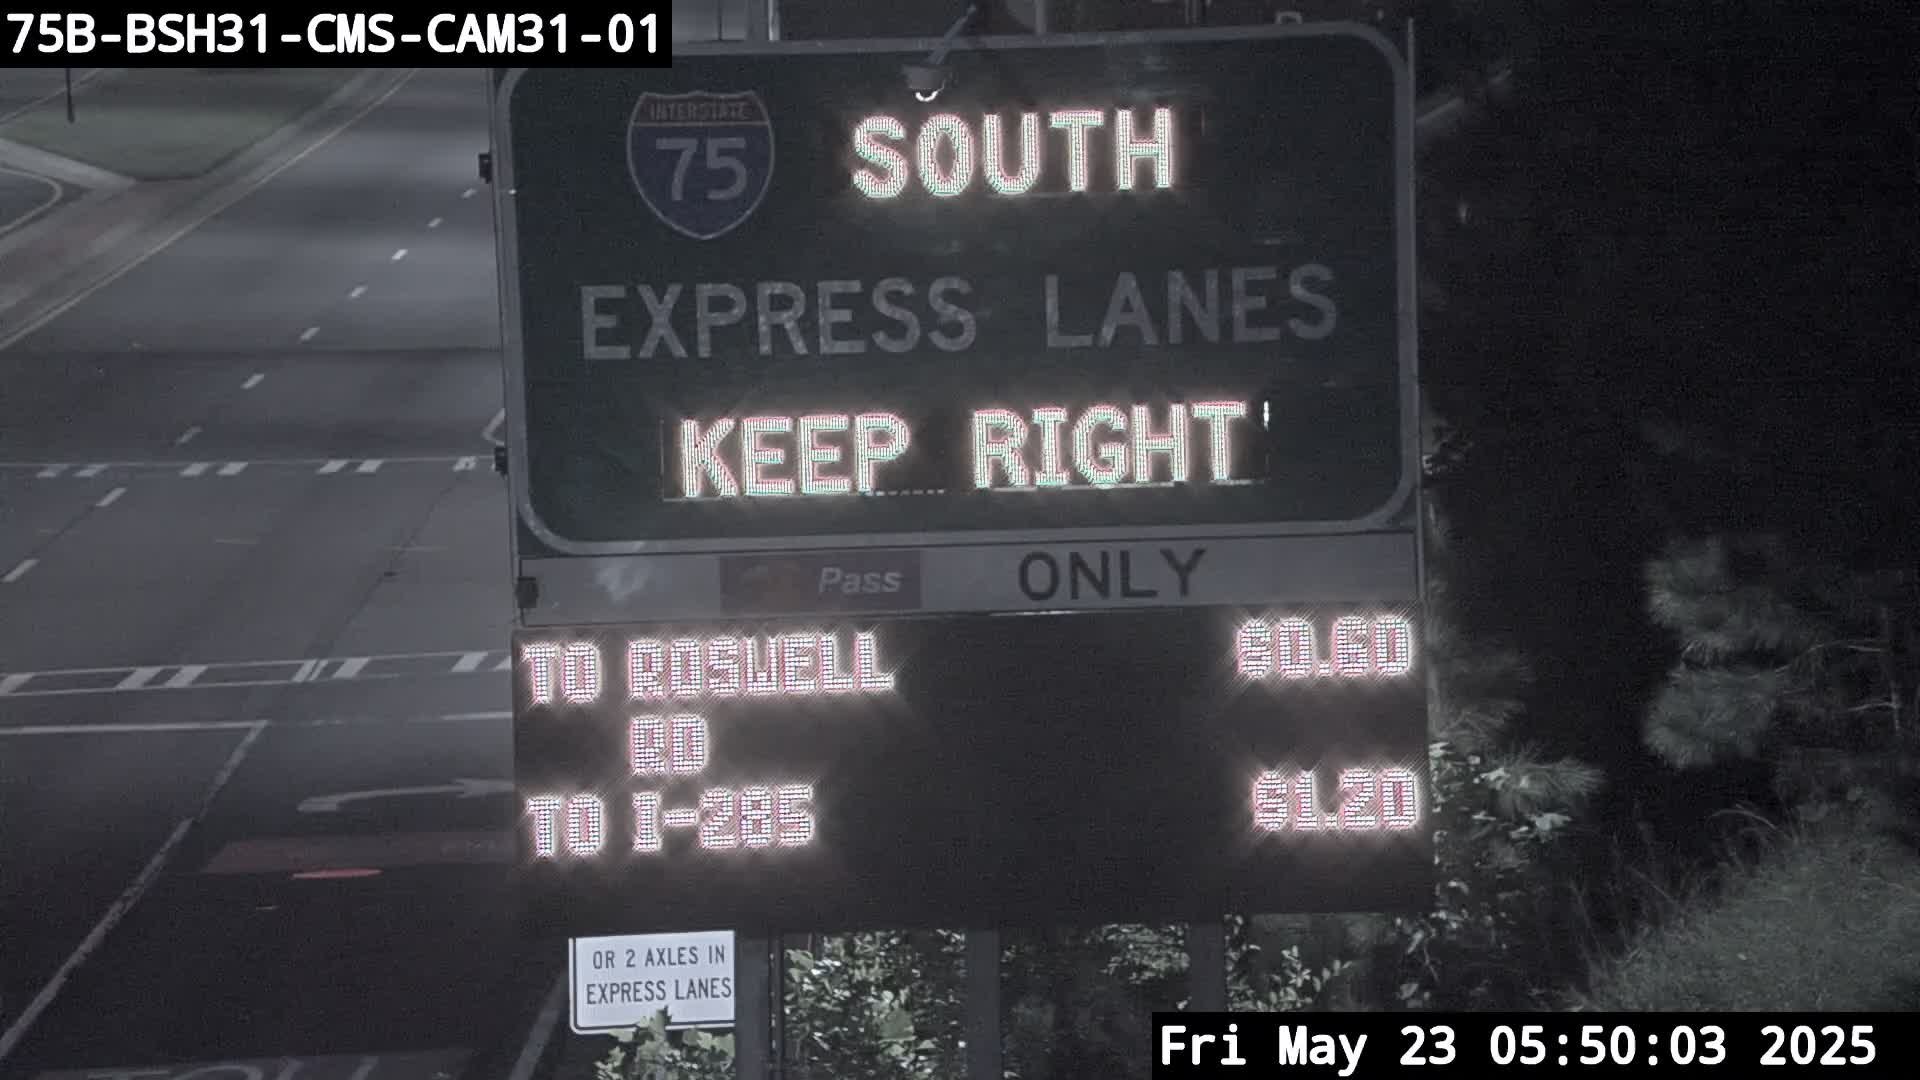 75B-BSH31-CMS-CAM31-01
INTERSTATE
75
SOUTH
EXPRESS LANES
KEEP RIGHT
Pass
ONLY
TO ROSWELL $0.60
RD
TO I-285 $1.20
OR 2 AXLES IN
EXPRESS LANES
Fri May 23 05:50:03 2025